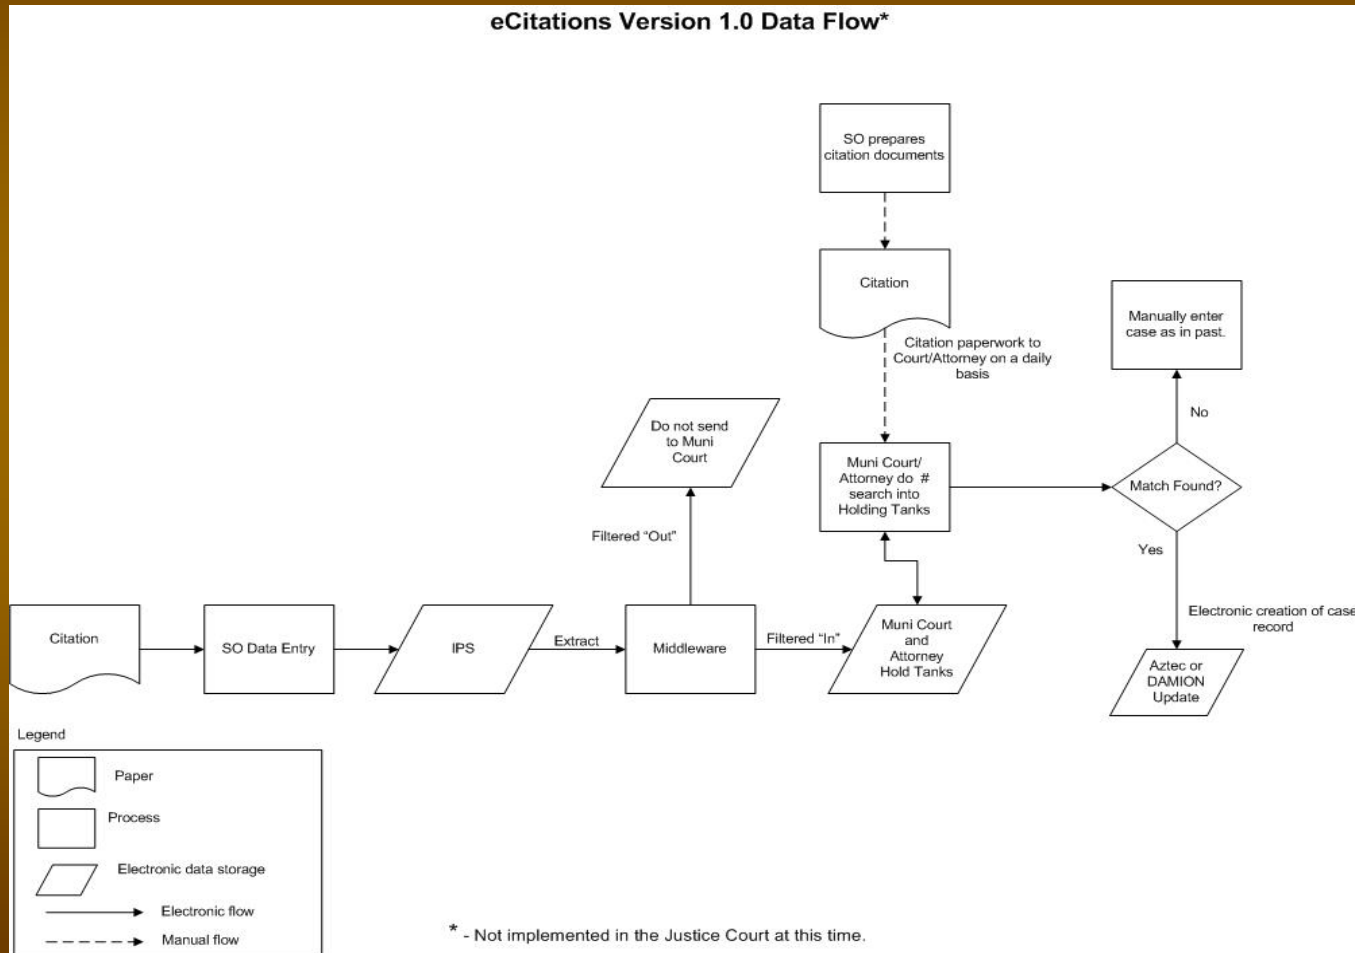 eCitations Version 1.0 Data Flow*
SO prepares
citation documents
Citation
Citation paperwork to
Court/Attorney on a daily
basis
Manually enter
case as in past.
No
Do not send
to Muni
Court
Muni Court/
Attorney do #
search into
Holding Tanks
Match Found?
Filtered "Out"
Yes
Citation
SO Data Entry
IPS
Extract
Middleware
Filtered "In"
Muni Court
and
Attorney
Hold Tanks
Electronic creation of case
record
Aztec or
DAMION
Update
Legend
Paper
Process
Electronic data storage
Electronic flow
Manual flow
* - Not implemented in the Justice Court at this time.